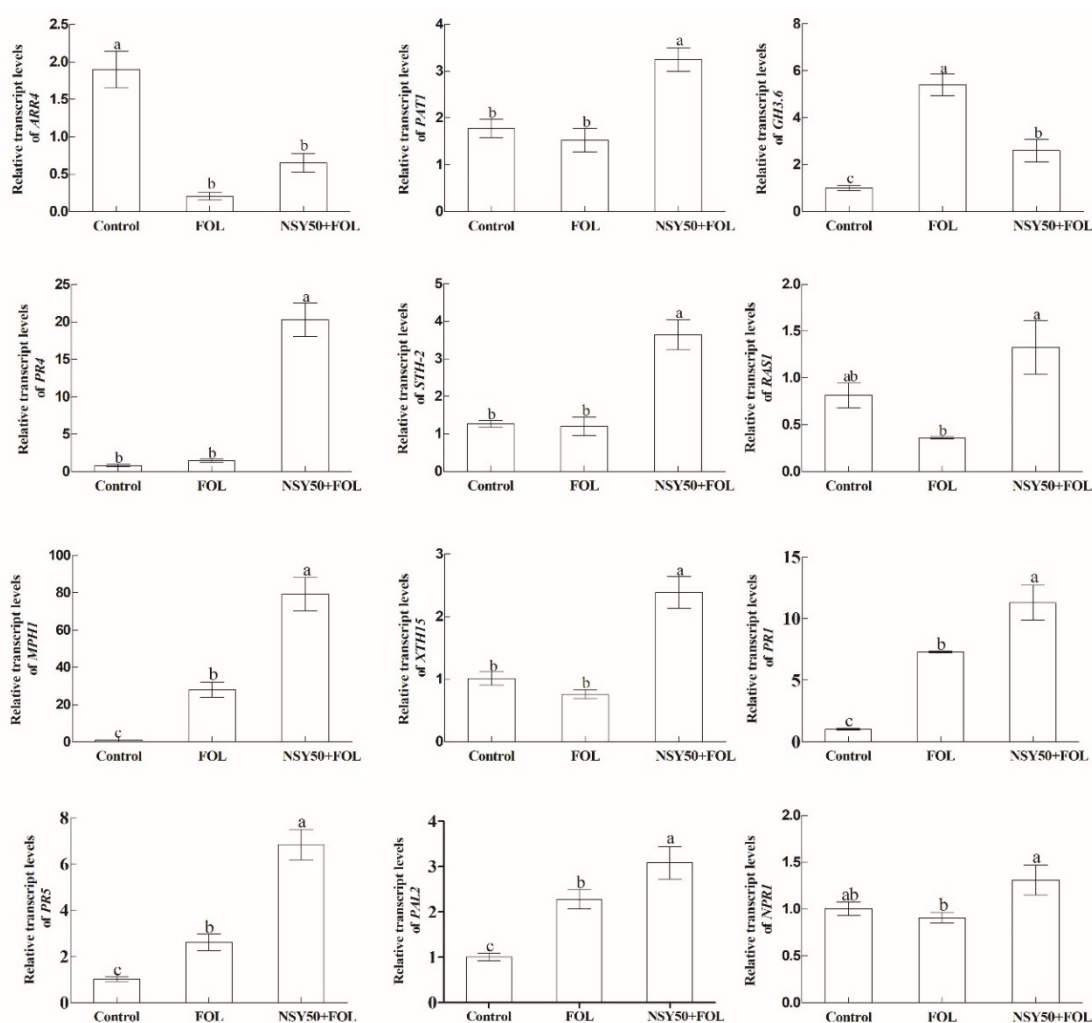 Relative transcript levels
of ARR4
2.5
2.0
1.5
1.0
0.5
0.0
a
b
b
Control FOL NSY50+FOL
Relative transcript levels
of PAT1
4
3
2
1
0
b
b
a
Control FOL NSY50+FOL
Relative transcript levels
of GH3.6
8
6
4
2
0
c
a
b
Control FOL NSY50+FOL
Relative transcript levels
of PR4
25
20
15
10
5
0
b
b
a
Control FOL NSY50+FOL
Relative transcript levels
of STH-2
5
4
3
2
1
0
b
b
a
Control FOL NSY50+FOL
Relative transcript levels
of RAS1
2.0
1.5
1.0
0.5
0.0
ab
b
a
Control FOL NSY50+FOL
Relative transcript levels
of MPH1
100
80
60
40
20
0
c
b
a
Control FOL NSY50+FOL
Relative transcript levels
of XTH15
3
2
1
0
b
b
a
Control FOL NSY50+FOL
Relative transcript levels
of PR1
15
10
5
0
c
b
a
Control FOL NSY50+FOL
Relative transcript levels
of PR5
8
6
4
2
0
c
b
a
Control FOL NSY50+FOL
Relative transcript levels
of PAL2
4
3
2
1
0
c
b
a
Control FOL NSY50+FOL
Relative transcript levels
of NPR1
2.0
1.5
1.0
0.5
0.0
ab
b
a
Control FOL NSY50+FOL